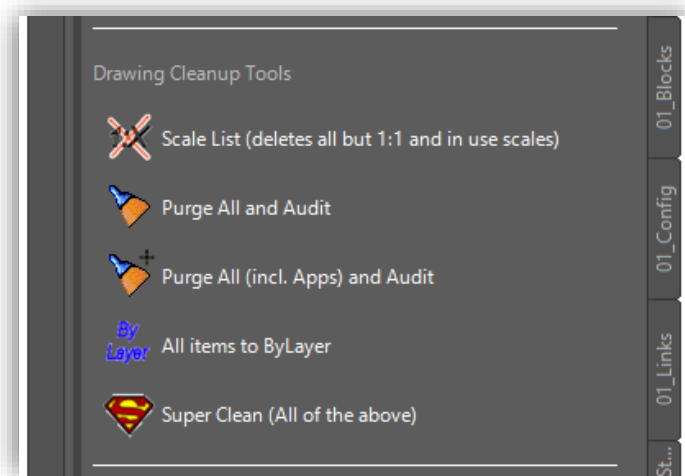 Drawing Cleanup Tools
Scale List (deletes all but 1:1 and in use scales)
Purge All and Audit
Purge All (incl. Apps) and Audit
By
Layer
All items to ByLayer
Super Clean (All of the above)
01_Blocks
01_Config
01_Links
St...